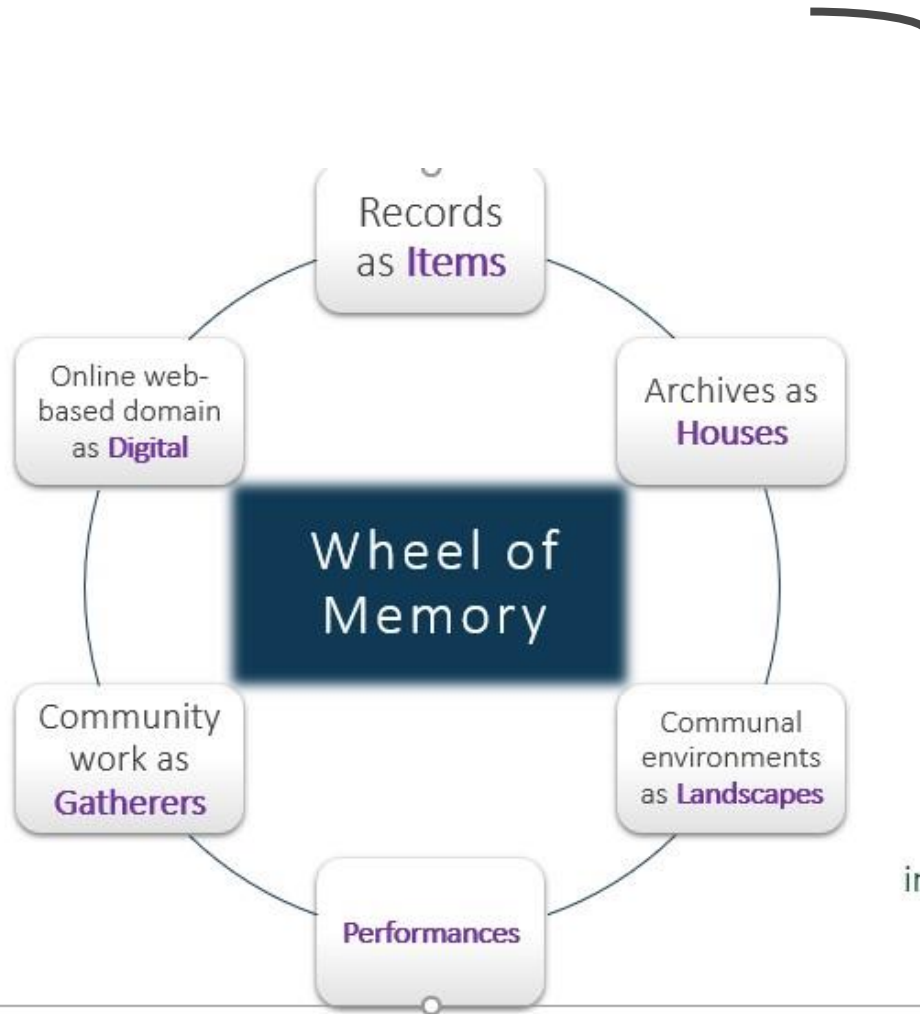 Records
as Items
Online web-
based domain
as Digital
Archives as
Houses
Wheel of
Memory
Community
work as
Gatherers
Communal
environments
as Landscapes
Performances